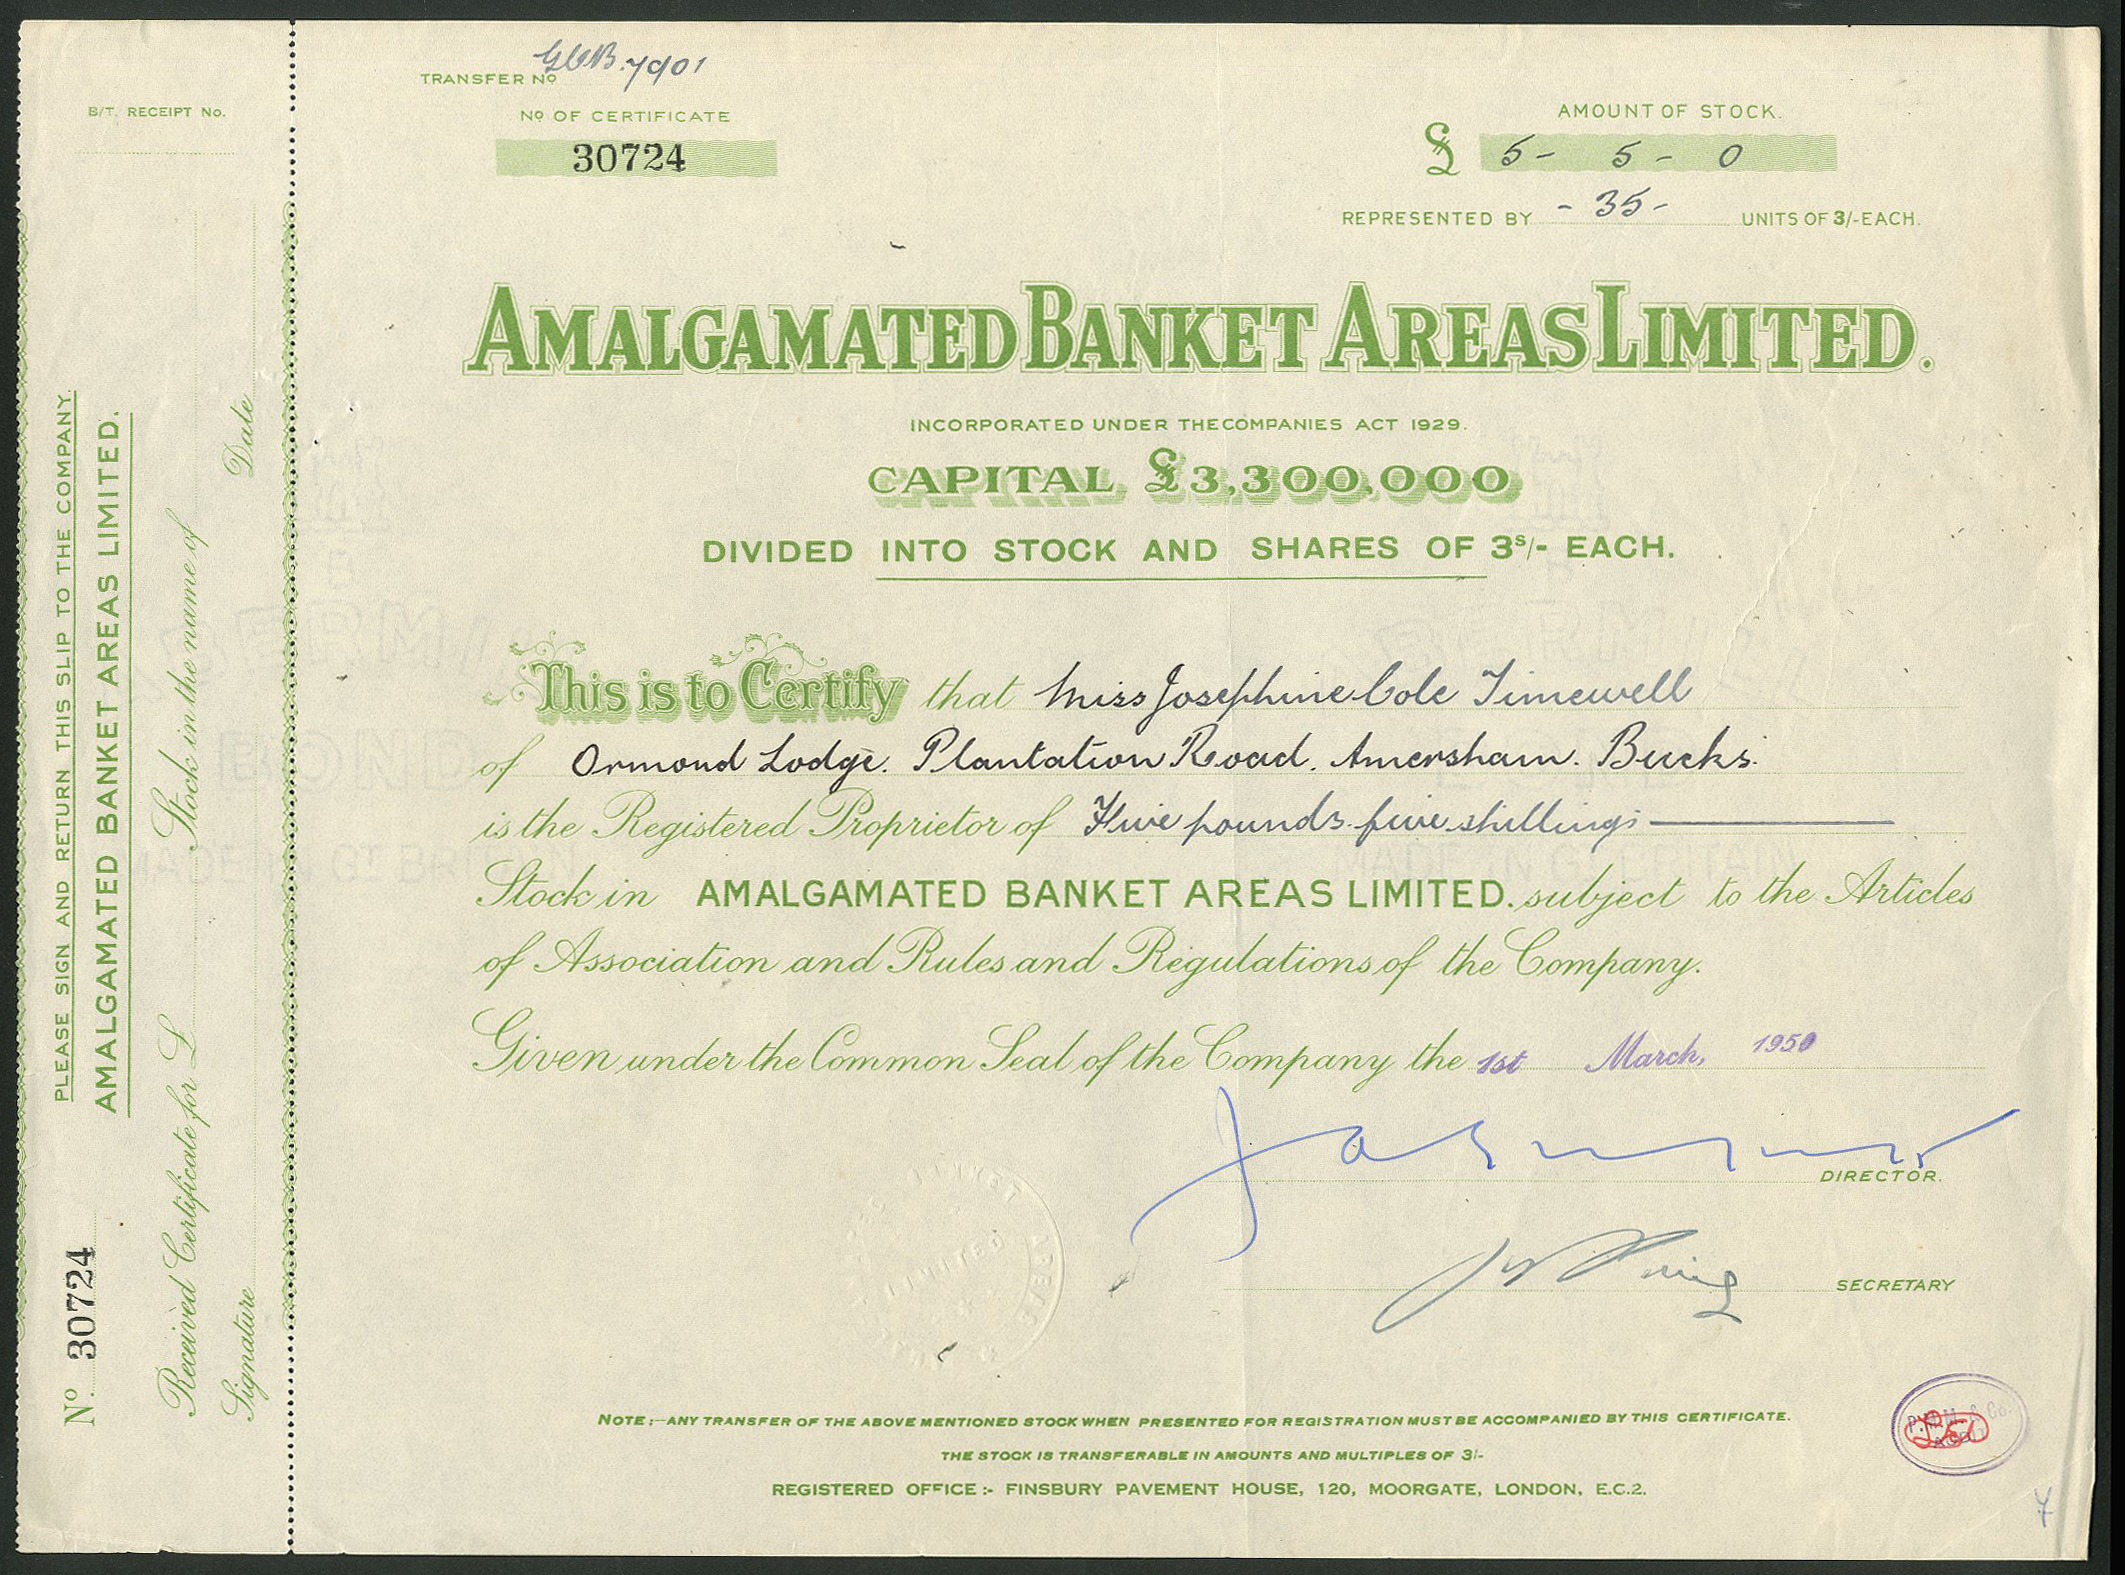 B/T. RECEIPT No.
PLEASE SIGN AND RETURN THIS SLIP TO THE COMPANY.
AMALGAMATED BANKET AREAS LIMITED.
Nº 30724
Received Certificate for £ Stock in the name of
Signature Date
TRANSFER Nº 7901
Nº OF CERTIFICATE
30724
AMOUNT OF STOCK.
£ 5 - 5 - 0
REPRESENTED BY - 35 - UNITS OF 3/- EACH.
AMALGAMATED BANKET AREAS LIMITED.
INCORPORATED UNDER THE COMPANIES ACT 1929.
CAPITAL £3,300,000
DIVIDED INTO STOCK AND SHARES OF 3s/- EACH.
This is to Certify that Miss Josephine Cole Timewell
of Ormond Lodge. Plantation Road. Amersham. Bucks.
is the Registered Proprietor of Five pounds five shillings
Stock in AMALGAMATED BANKET AREAS LIMITED. subject to the Articles
of Association and Rules and Regulations of the Company.
Given under the Common Seal of the Company the 1st March, 1950
DIRECTOR.
SECRETARY
BANKET AREAS
LIMITED
NOTE:—ANY TRANSFER OF THE ABOVE MENTIONED STOCK WHEN PRESENTED FOR REGISTRATION MUST BE ACCOMPANIED BY THIS CERTIFICATE.
THE STOCK IS TRANSFERABLE IN AMOUNTS AND MULTIPLES OF 3/-
REGISTERED OFFICE:- FINSBURY PAVEMENT HOUSE, 120, MOORGATE, LONDON, E.C.2.